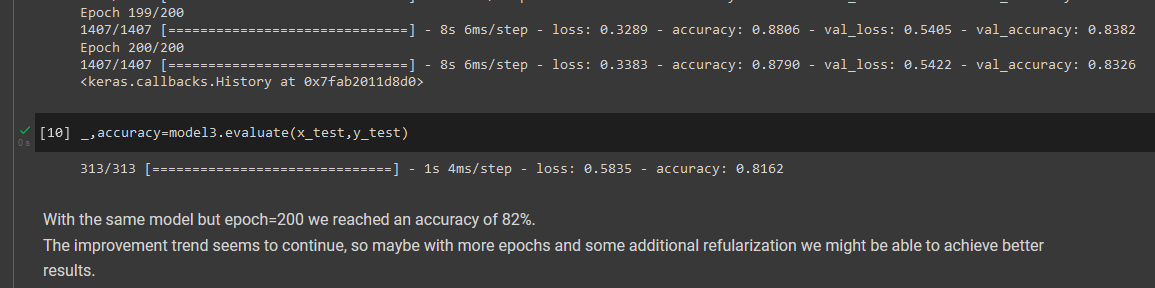 Epoch 199/200
1407/1407 [==============================] - 8s 6ms/step - loss: 0.3289 - accuracy: 0.8806 - val_loss: 0.5405 - val_accuracy: 0.8382
Epoch 200/200
1407/1407 [==============================] - 8s 6ms/step - loss: 0.3383 - accuracy: 0.8790 - val_loss: 0.5422 - val_accuracy: 0.8326
<keras.callbacks.History at 0x7fab2011d8d0>
[10] _,accuracy=model3.evaluate(x_test,y_test)
0 s
313/313 [==============================] - 1s 4ms/step - loss: 0.5835 - accuracy: 0.8162
With the same model but epoch=200 we reached an accuracy of 82%.
The improvement trend seems to continue, so maybe with more epochs and some additional refularization we might be able to achieve better
results.